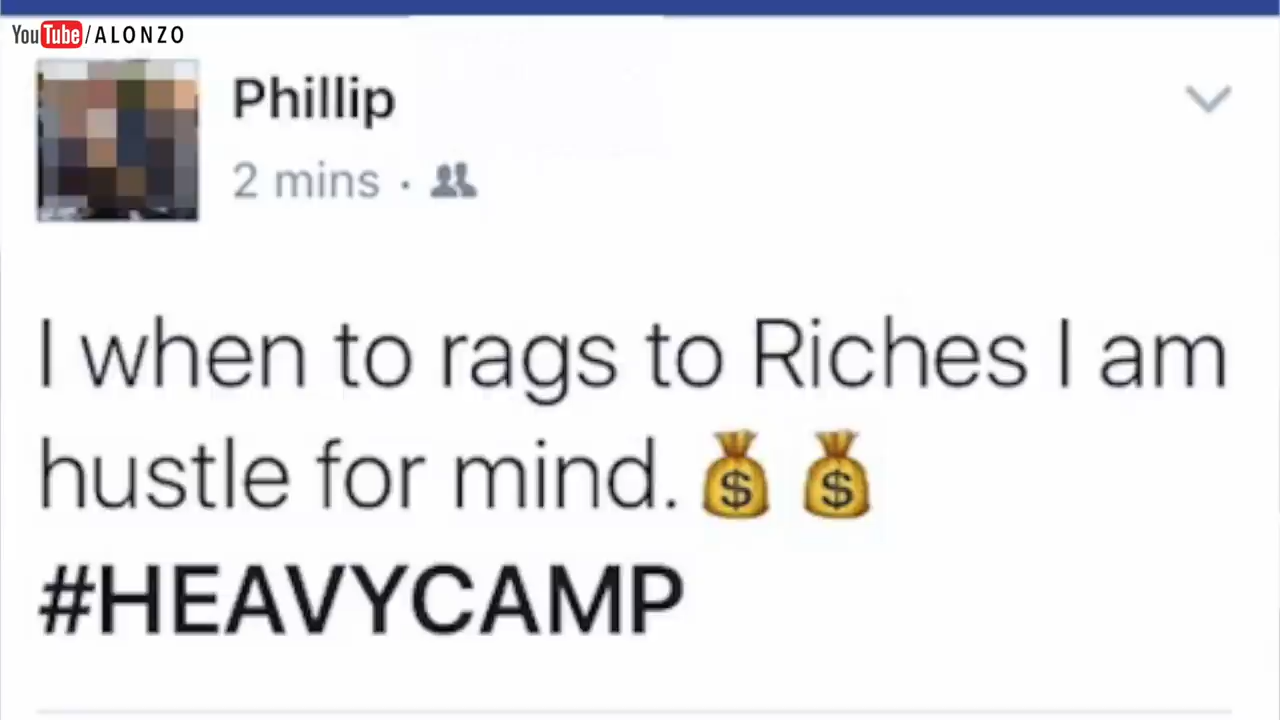 YouTube/ALONZO
Phillip
2 mins ·
I when to rags to Riches I am
hustle for mind. 💰 💰
#HEAVYCAMP